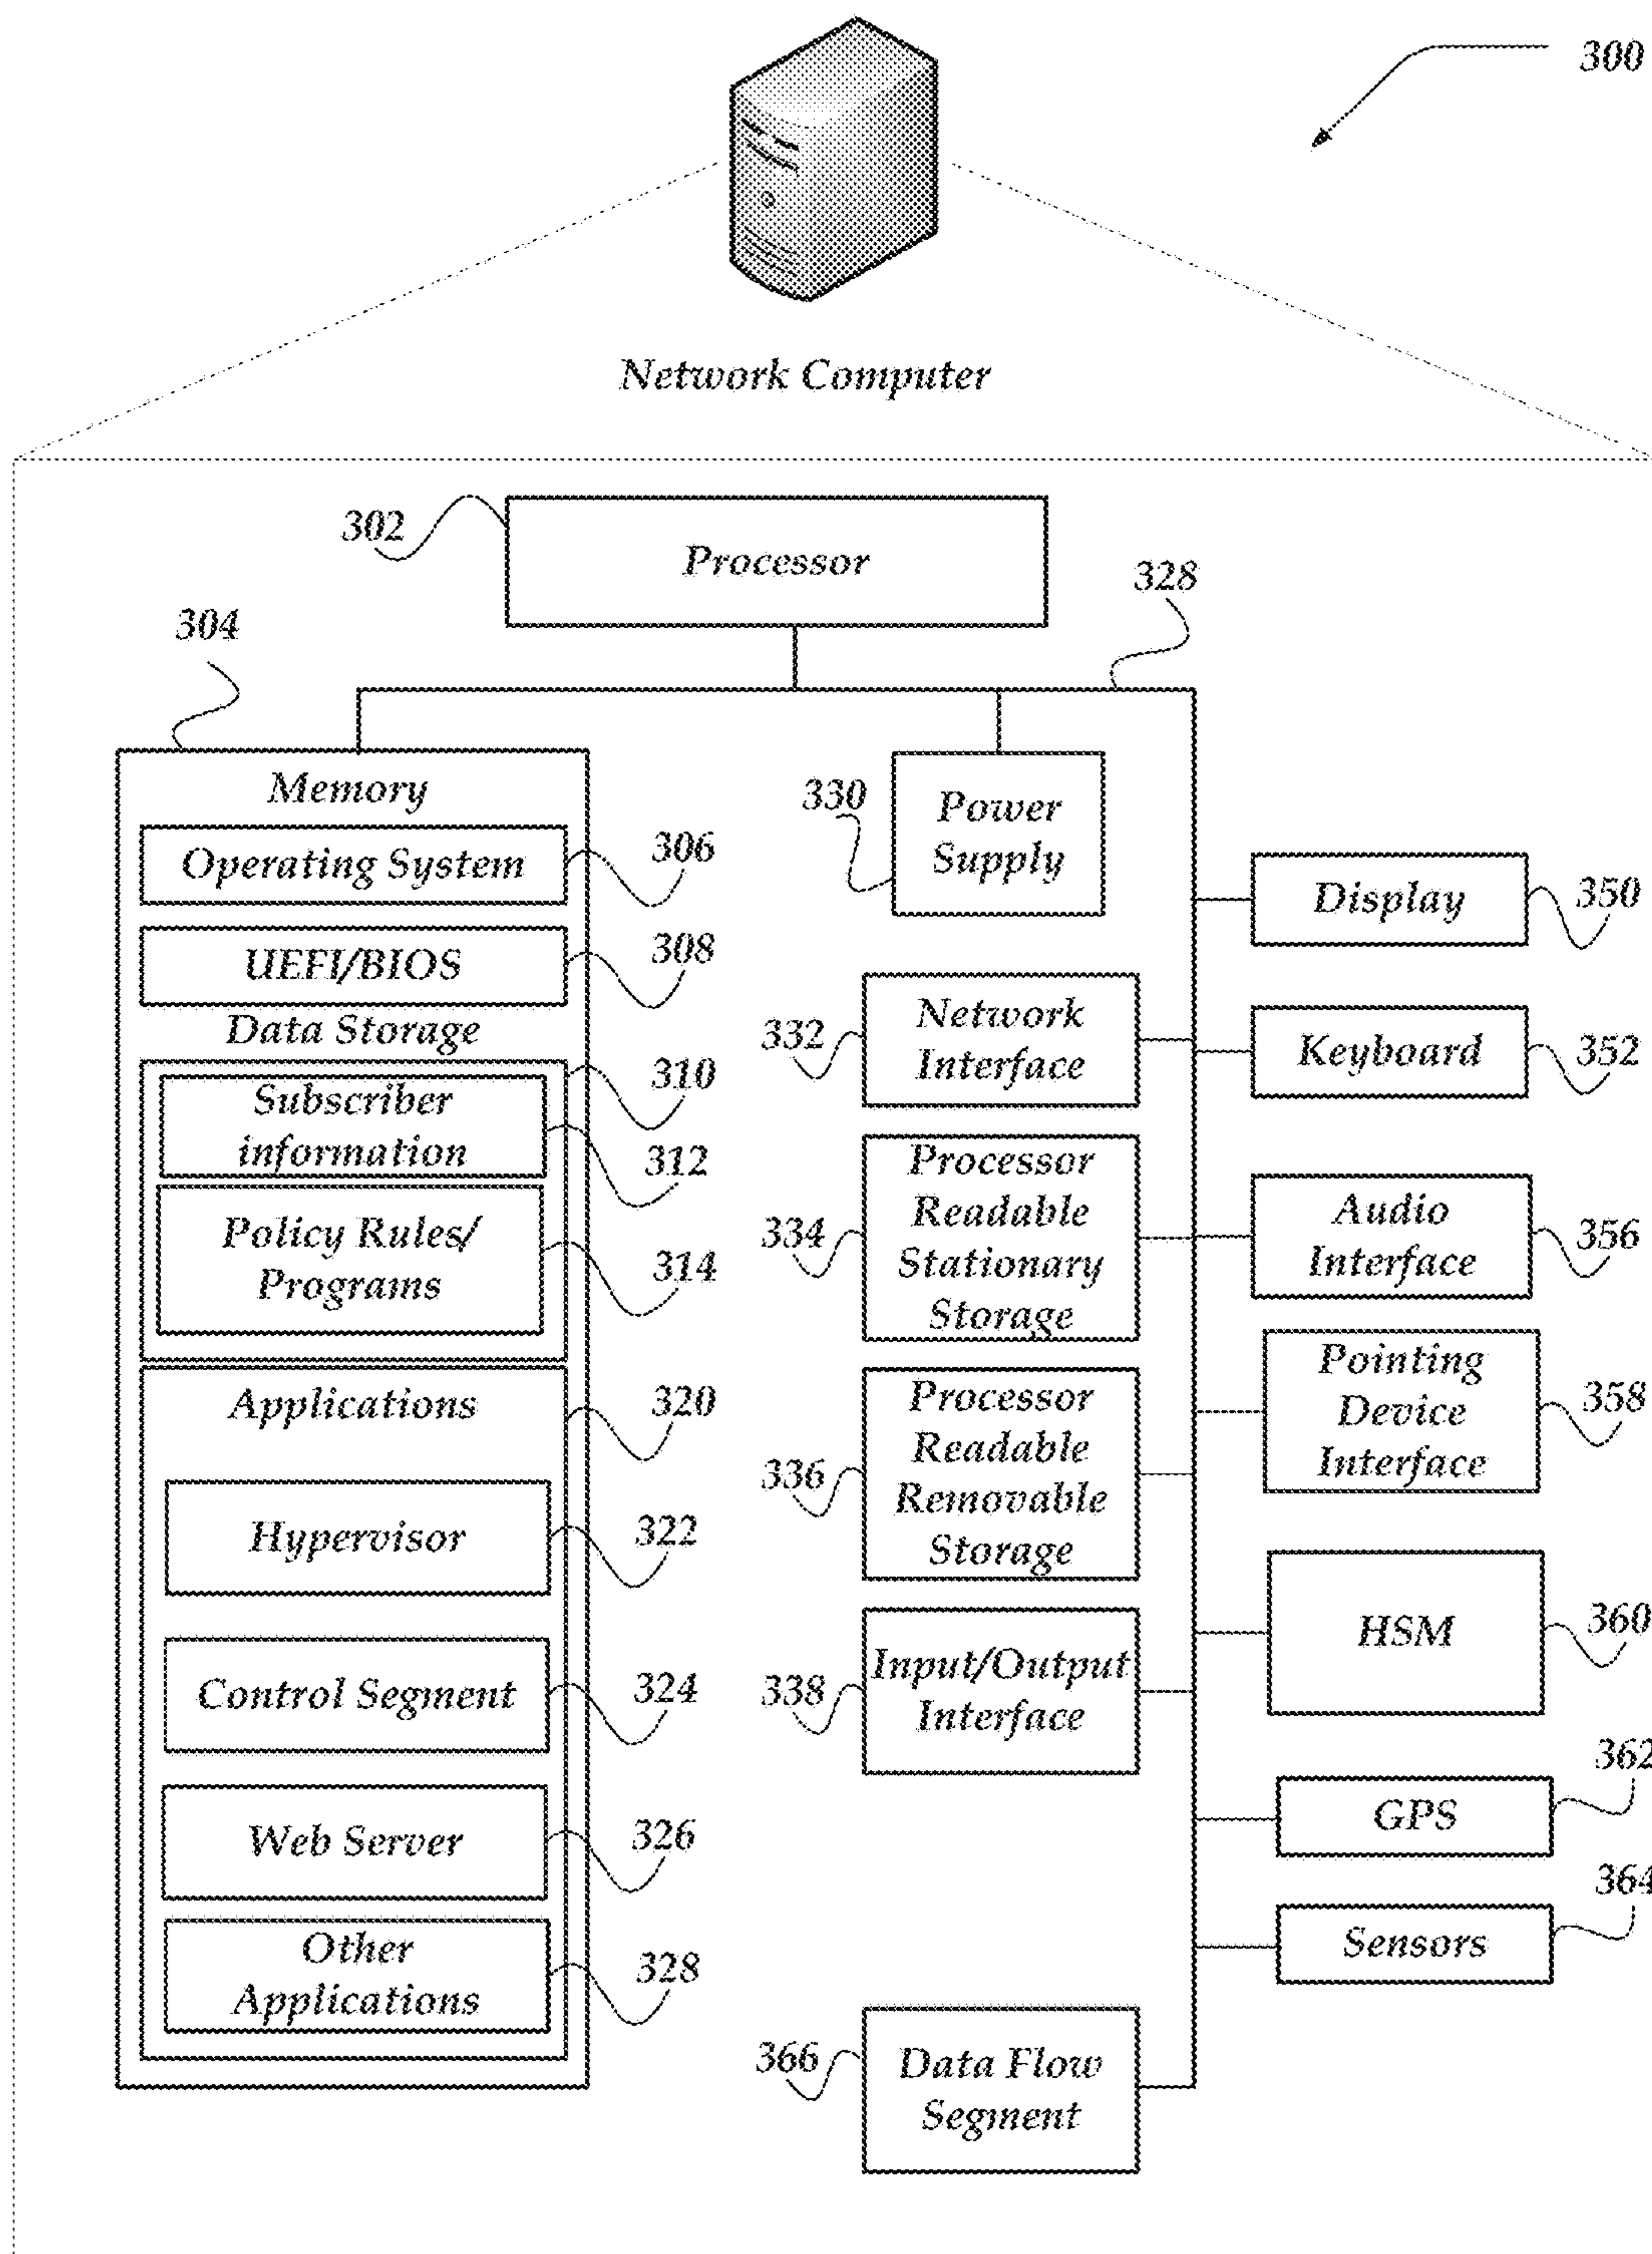 300
Network Computer
302
Processor
328
304
Memory
Operating System
306
UEFI/BIOS
308
Data Storage
310
Subscriber
information
312
Policy Rules/
Programs
314
Applications
320
Hypervisor
322
Control Segment
324
Web Server
326
Other
Applications
328
330
Power
Supply
332
Network
Interface
334
Processor
Readable
Stationary
Storage
336
Processor
Readable
Removable
Storage
338
Input/Output
Interface
366
Data Flow
Segment
Display
350
Keyboard
352
Audio
Interface
356
Pointing
Device
Interface
358
HSM
360
GPS
362
Sensors
364